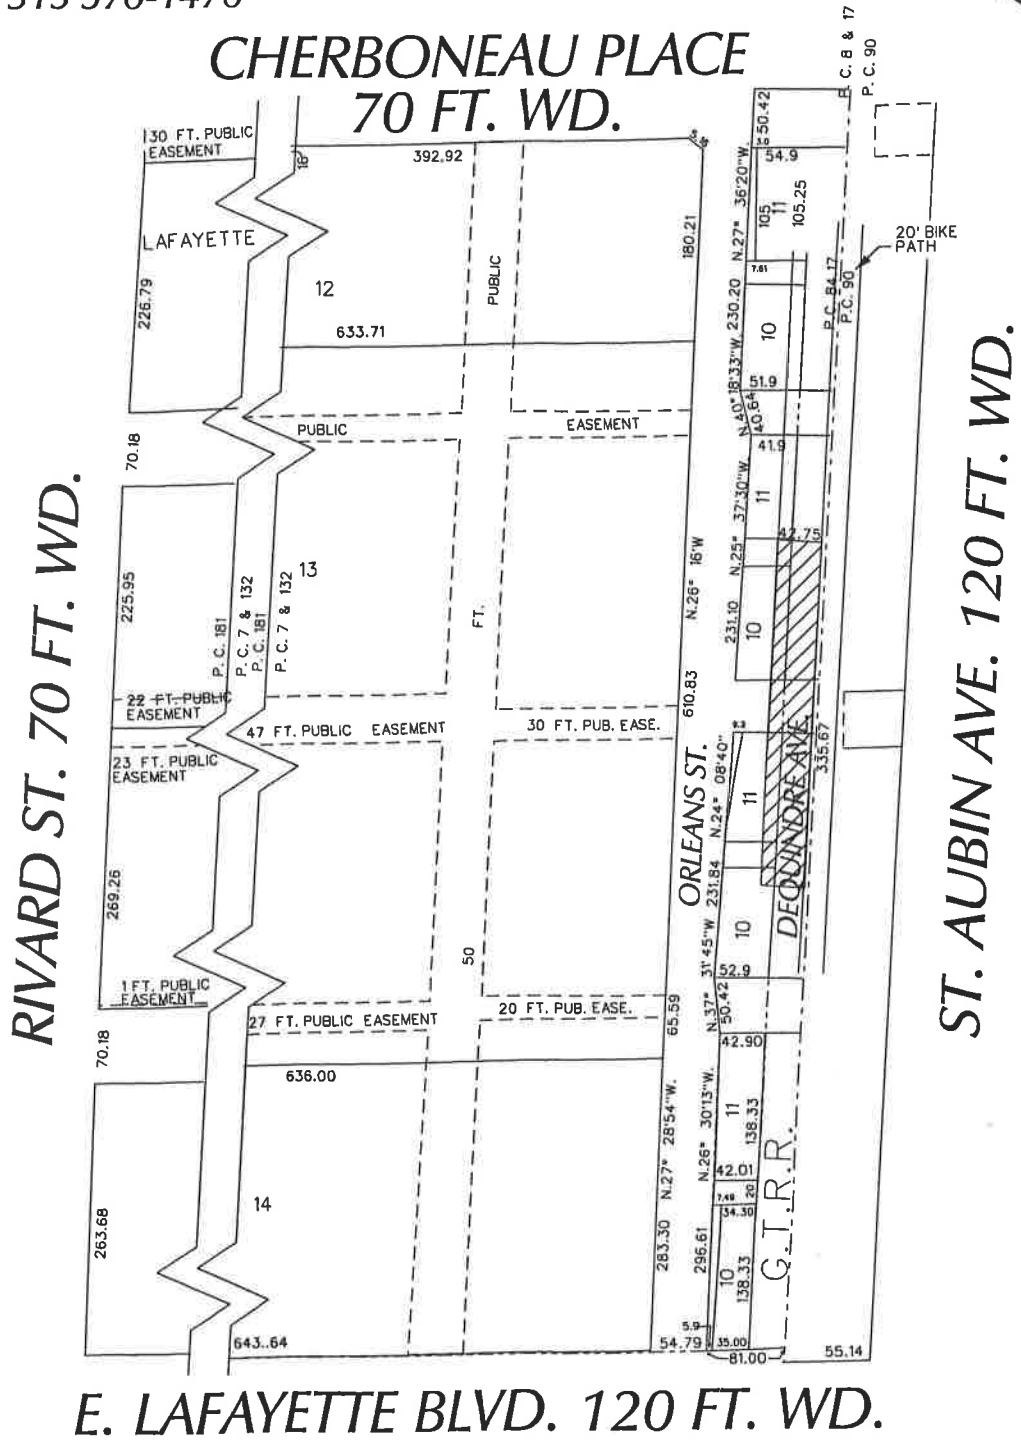 CHERBONEAU PLACE
70 FT. WD.
P. C. 8 & 17
P. C. 90
30 FT. PUBLIC
EASEMENT
16
392.92
50.42
3.0
54.9
LAFAYETTE
226.79
12
PUBLIC
180.21
N.27° 36'20"W.
105
11
105.25
20' BIKE
PATH
7.61
633.71
N.40° 18'33"W. 230.20
10
P.C. 84 17
P.C. 90
51.9
40.64
70.18
PUBLIC
EASEMENT
41.9
N.25° 37'30"W
11
42.75
225.95
13
P. C. 181
P. C. 7 & 132
P. C. 181
P. C. 7 & 132
FT.
N.26° 16'W
231.10
10
22 FT. PUBLIC
EASEMENT
47 FT. PUBLIC EASEMENT
30 FT. PUB. EASE.
610.83
23 FT. PUBLIC
EASEMENT
335.67
ORLEANS ST.
N.24° 08'40"
11
DEQUINDRE AVE.
269.26
231.84
50
10
1 FT. PUBLIC
EASEMENT
N.37° 31'45"W
52.9
50.42
27 FT. PUBLIC EASEMENT
20 FT. PUB. EASE.
65.59
70.18
42.90
636.00
N.27° 28'54"W.
N.26° 30'13"W.
11
138.33
42.01
7.49
20
34.30
14
263.68
283.30
296.61
10
138.33
G.T.R.R.
5.9
643..64
54.79
35.00
81.00
55.14
RIVARD ST. 70 FT. WD.
ST. AUBIN AVE. 120 FT. WD.
E. LAFAYETTE BLVD. 120 FT. WD.